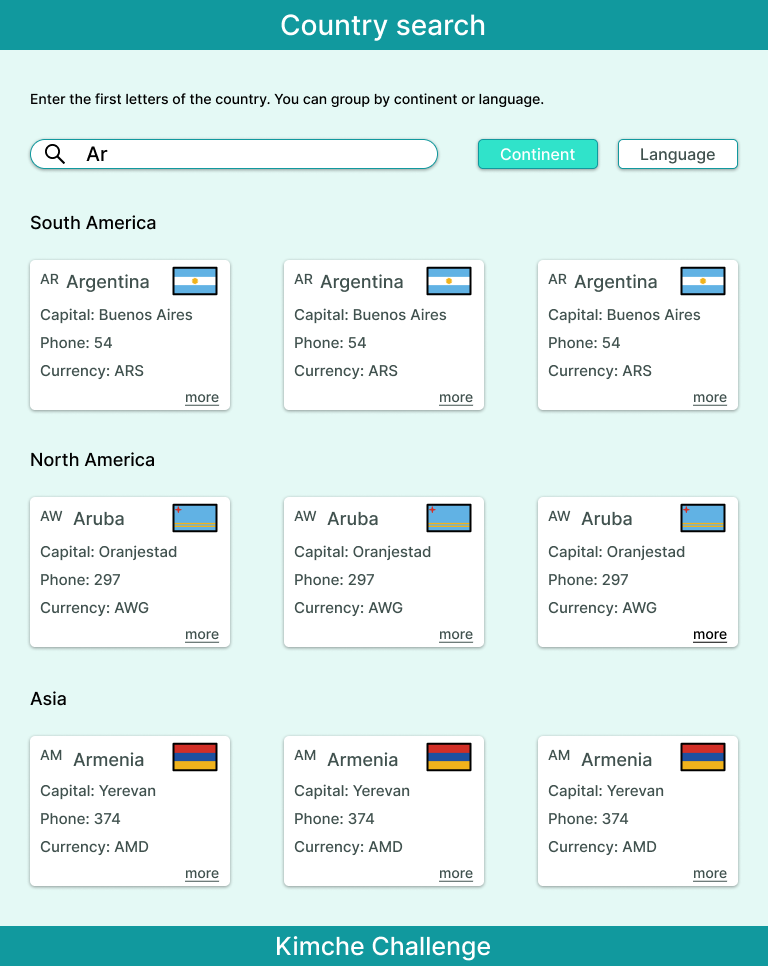 Country search
Enter the first letters of the country. You can group by continent or language.
Ar
Continent
Language
South America
AR Argentina
Capital: Buenos Aires
Phone: 54
Currency: ARS
more
AR Argentina
Capital: Buenos Aires
Phone: 54
Currency: ARS
more
AR Argentina
Capital: Buenos Aires
Phone: 54
Currency: ARS
more
North America
AW Aruba
Capital: Oranjestad
Phone: 297
Currency: AWG
more
AW Aruba
Capital: Oranjestad
Phone: 297
Currency: AWG
more
AW Aruba
Capital: Oranjestad
Phone: 297
Currency: AWG
more
Asia
AM Armenia
Capital: Yerevan
Phone: 374
Currency: AMD
more
AM Armenia
Capital: Yerevan
Phone: 374
Currency: AMD
more
AM Armenia
Capital: Yerevan
Phone: 374
Currency: AMD
more
Kimche Challenge